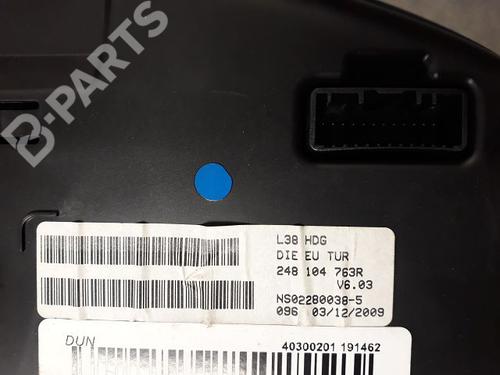 B-PARTS
L38 HDG
DIE EU TUR
248 104 763R
V6.03
NS02280038-5
096 03/12/2009
DUN
40300201 191462